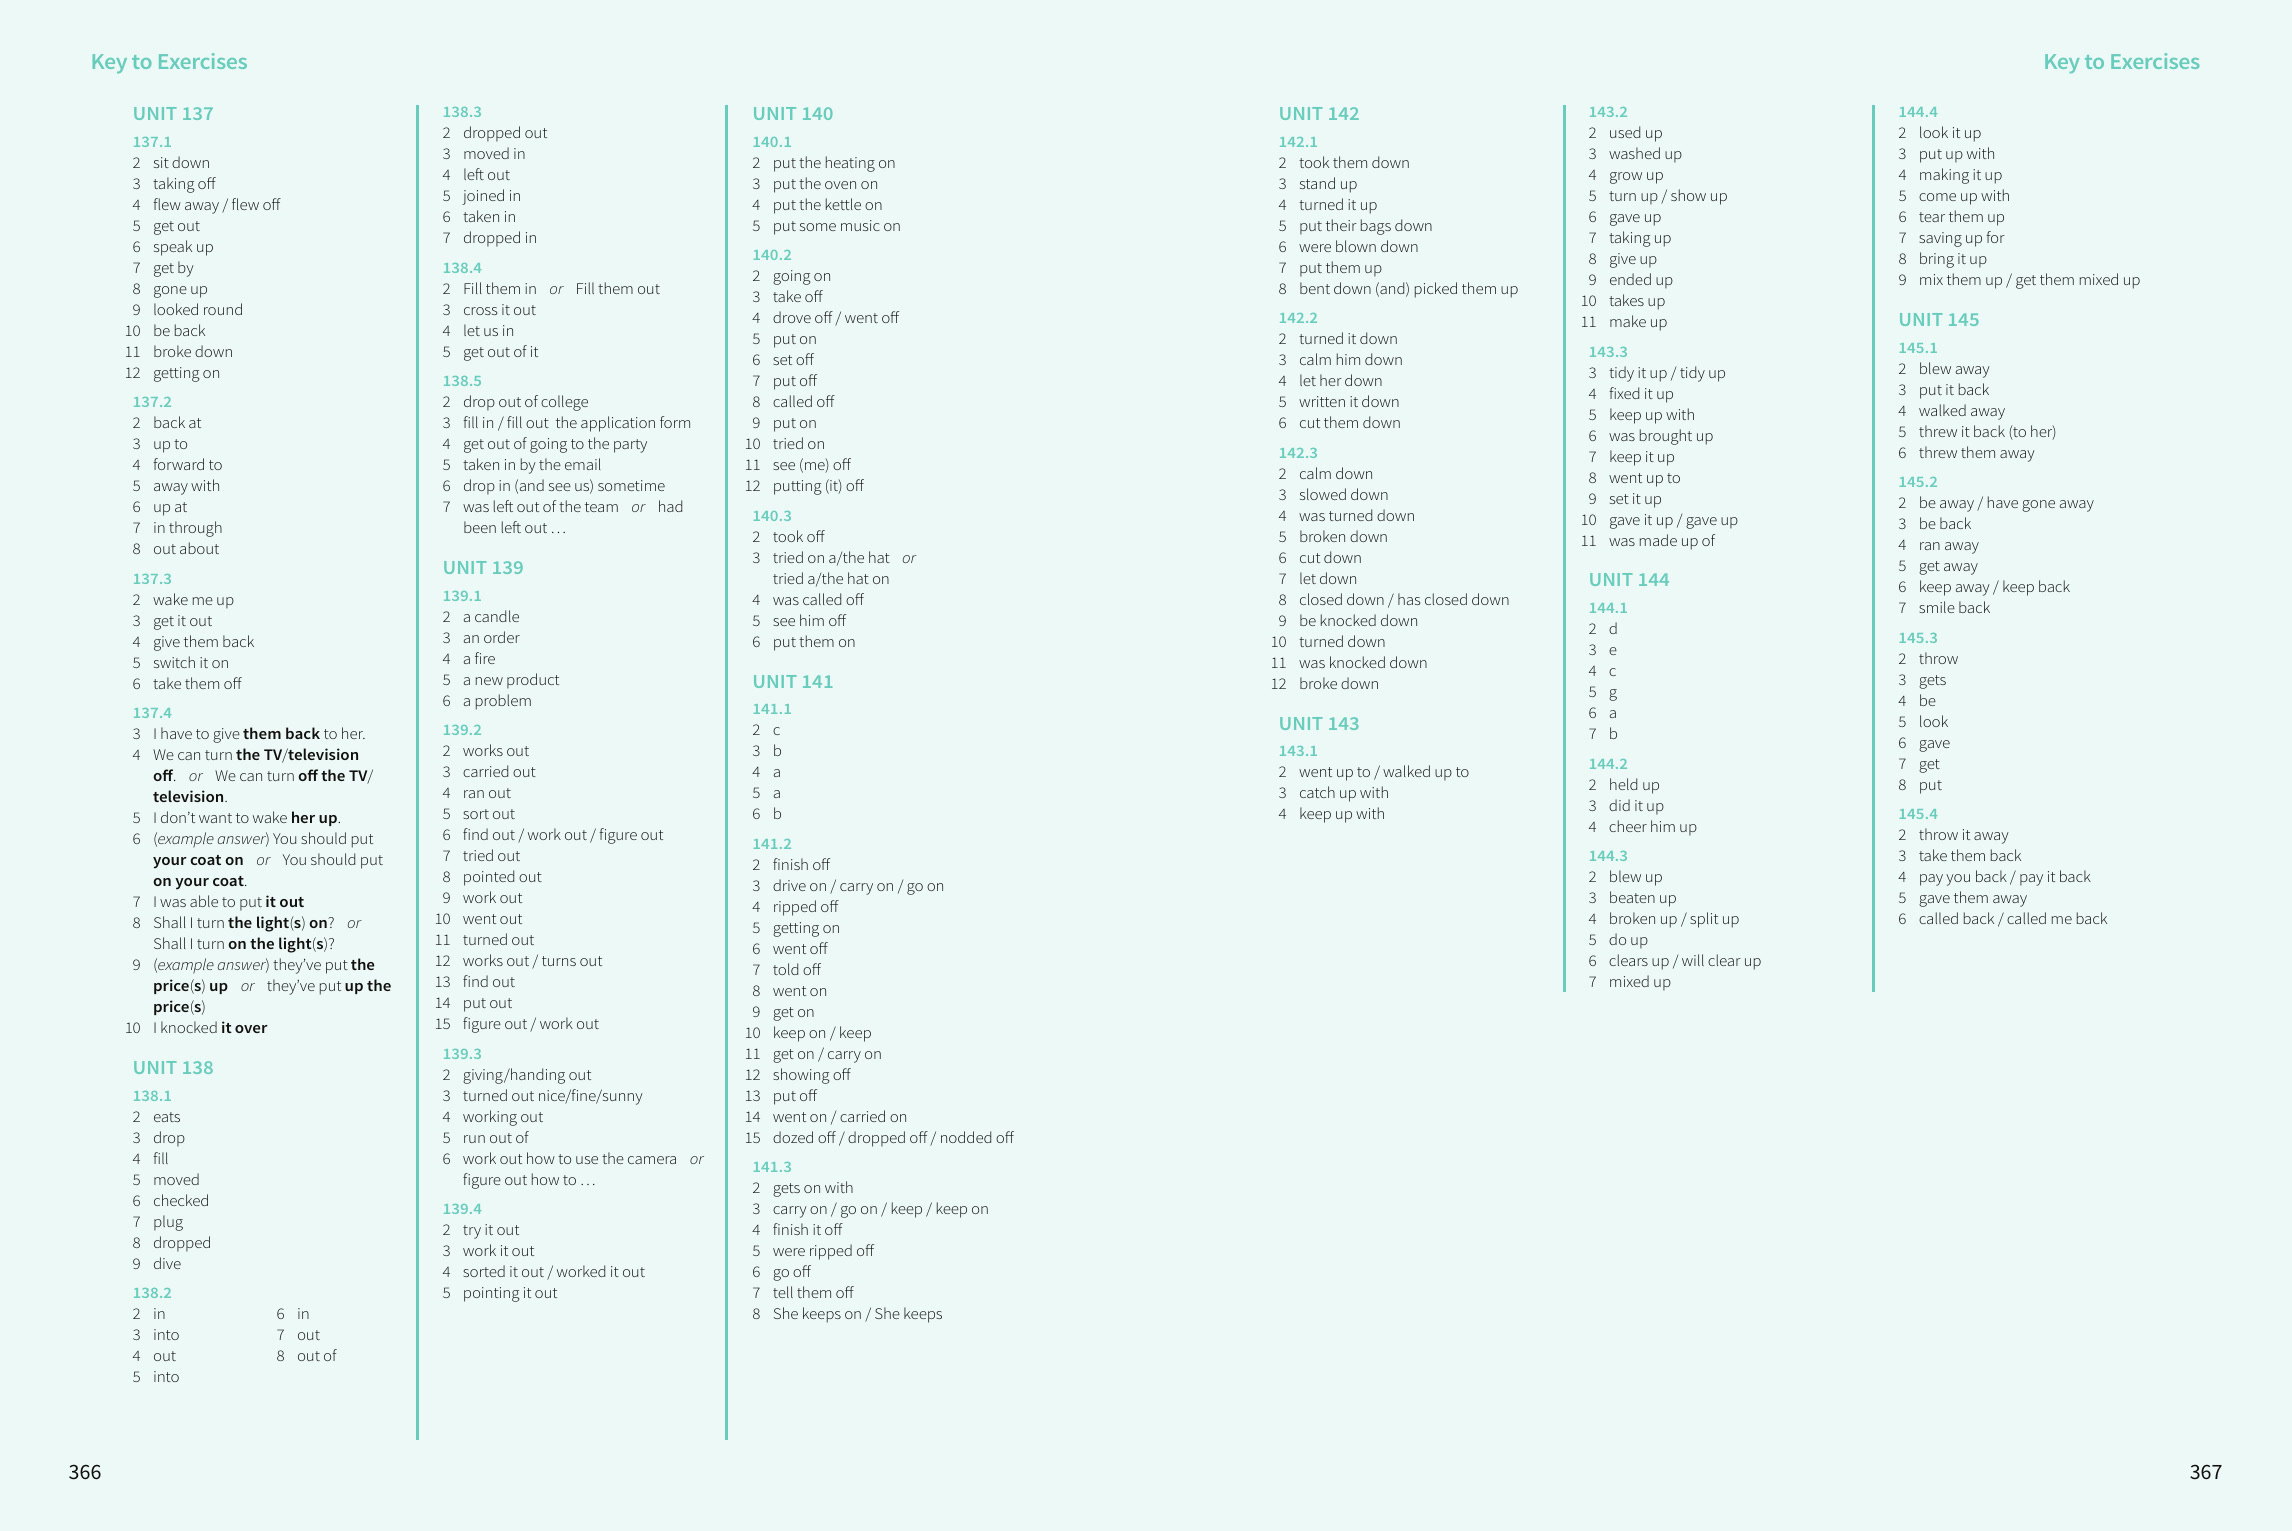 Key to Exercises
UNIT 137
137.1
2 sit down
3 taking off
4 flew away / flew off
5 get out
6 speak up
7 get by
8 gone up
9 looked round
10 be back
11 broke down
12 getting on
137.2
2 back at
3 up to
4 forward to
5 away with
6 up at
7 in through
8 out about
137.3
2 wake me up
3 get it out
4 give them back
5 switch it on
6 take them off
137.4
3 I have to give them back to her.
4 We can turn the TV/television
off. or We can turn off the TV/
television.
5 I don't want to wake her up.
6 (example answer) You should put
your coat on or You should put
on your coat.
7 I was able to put it out
8 Shall I turn the light(s) on? or
Shall I turn on the light(s)?
9 (example answer) they've put the
price(s) up or they've put up the
price(s)
10 I knocked it over
UNIT 138
138.1
2 eats
3 drop
4 fill
5 moved
6 checked
7 plug
8 dropped
9 dive
138.2
2 in
3 into
4 out
5 into
6 in
7 out
8 out of
138.3
2 dropped out
3 moved in
4 left out
5 joined in
6 taken in
7 dropped in
138.4
2 Fill them in or Fill them out
3 cross it out
4 let us in
5 get out of it
138.5
2 drop out of college
3 fill in / fill out the application form
4 get out of going to the party
5 taken in by the email
6 drop in (and see us) sometime
7 was left out of the team or had
been left out …
UNIT 139
139.1
2 a candle
3 an order
4 a fire
5 a new product
6 a problem
139.2
2 works out
3 carried out
4 ran out
5 sort out
6 find out / work out / figure out
7 tried out
8 pointed out
9 work out
10 went out
11 turned out
12 works out / turns out
13 find out
14 put out
15 figure out / work out
139.3
2 giving/handing out
3 turned out nice/fine/sunny
4 working out
5 run out of
6 work out how to use the camera or
figure out how to …
139.4
2 try it out
3 work it out
4 sorted it out / worked it out
5 pointing it out
UNIT 140
140.1
2 put the heating on
3 put the oven on
4 put the kettle on
5 put some music on
140.2
2 going on
3 take off
4 drove off / went off
5 put on
6 set off
7 put off
8 called off
9 put on
10 tried on
11 see (me) off
12 putting (it) off
140.3
2 took off
3 tried on a/the hat or
tried a/the hat on
4 was called off
5 see him off
6 put them on
UNIT 141
141.1
2 c
3 b
4 a
5 a
6 b
141.2
2 finish off
3 drive on / carry on / go on
4 ripped off
5 getting on
6 went off
7 told off
8 went on
9 get on
10 keep on / keep
11 get on / carry on
12 showing off
13 put off
14 went on / carried on
15 dozed off / dropped off / nodded off
141.3
2 gets on with
3 carry on / go on / keep / keep on
4 finish it off
5 were ripped off
6 go off
7 tell them off
8 She keeps on / She keeps
366
Key to Exercises
UNIT 142
142.1
2 took them down
3 stand up
4 turned it up
5 put their bags down
6 were blown down
7 put them up
8 bent down (and) picked them up
142.2
2 turned it down
3 calm him down
4 let her down
5 written it down
6 cut them down
142.3
2 calm down
3 slowed down
4 was turned down
5 broken down
6 cut down
7 let down
8 closed down / has closed down
9 be knocked down
10 turned down
11 was knocked down
12 broke down
UNIT 143
143.1
2 went up to / walked up to
3 catch up with
4 keep up with
143.2
2 used up
3 washed up
4 grow up
5 turn up / show up
6 gave up
7 taking up
8 give up
9 ended up
10 takes up
11 make up
143.3
3 tidy it up / tidy up
4 fixed it up
5 keep up with
6 was brought up
7 keep it up
8 went up to
9 set it up
10 gave it up / gave up
11 was made up of
UNIT 144
144.1
2 d
3 e
4 c
5 g
6 a
7 b
144.2
2 held up
3 did it up
4 cheer him up
144.3
2 blew up
3 beaten up
4 broken up / split up
5 do up
6 clears up / will clear up
7 mixed up
144.4
2 look it up
3 put up with
4 making it up
5 come up with
6 tear them up
7 saving up for
8 bring it up
9 mix them up / get them mixed up
UNIT 145
145.1
2 blew away
3 put it back
4 walked away
5 threw it back (to her)
6 threw them away
145.2
2 be away / have gone away
3 be back
4 ran away
5 get away
6 keep away / keep back
7 smile back
145.3
2 throw
3 gets
4 be
5 look
6 gave
7 get
8 put
145.4
2 throw it away
3 take them back
4 pay you back / pay it back
5 gave them away
6 called back / called me back
367